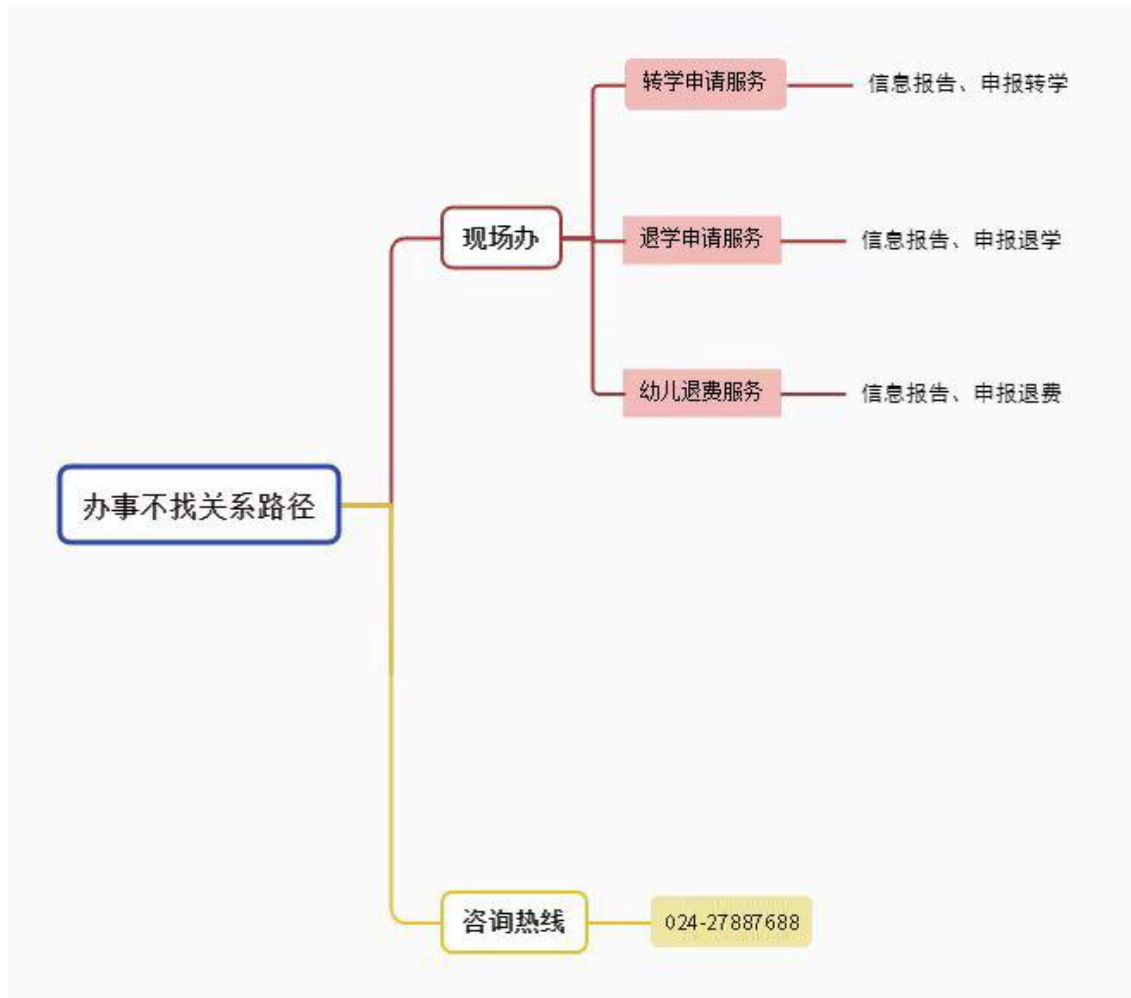 转学申请服务
信息报告、申报转学
现场办
退学申请服务
信息报告、申报退学
幼儿退费服务
信息报告、申报退费
办事不找关系路径
咨询热线
024-27887688